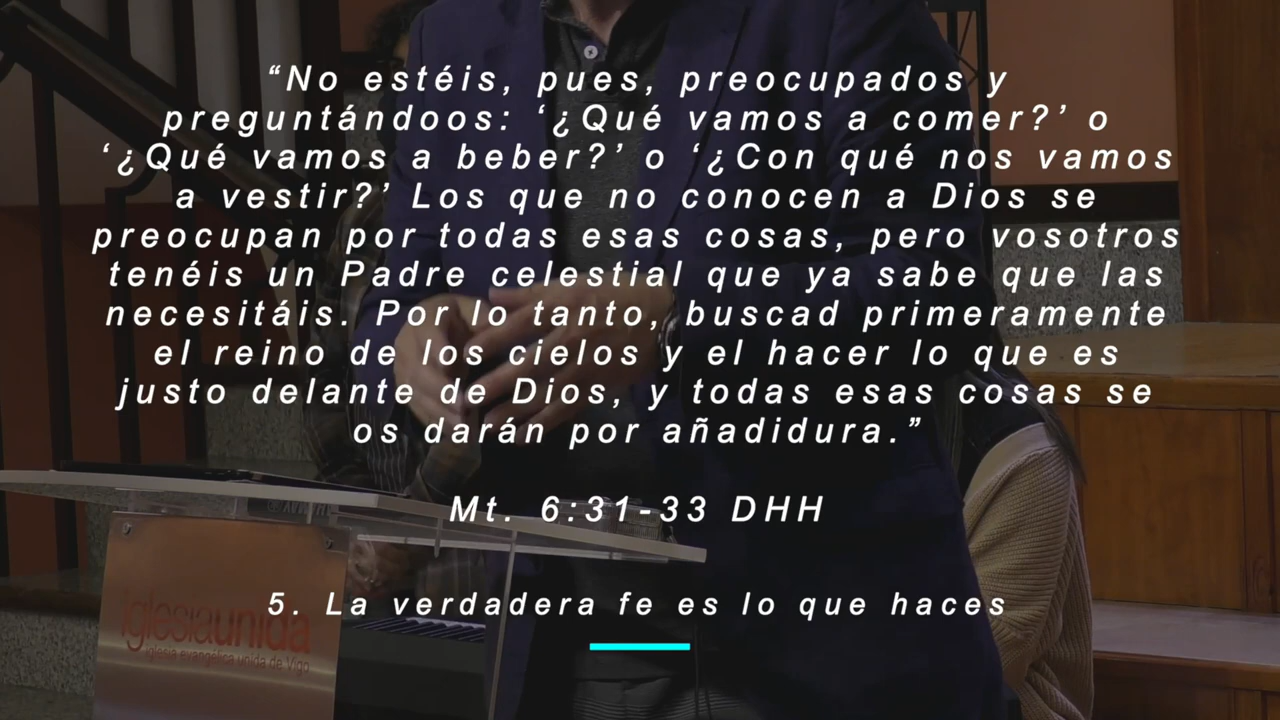 “No estéis, pues, preocupados y
preguntándoos: ‘¿Qué vamos a comer?’ o
‘¿Qué vamos a beber?’ o ‘¿Con qué nos vamos
a vestir?’ Los que no conocen a Dios se
preocupan por todas esas cosas, pero vosotros
tenéis un Padre celestial que ya sabe que las
necesitáis. Por lo tanto, buscad primeramente
el reino de los cielos y el hacer lo que es
justo delante de Dios, y todas esas cosas se
os darán por añadidura.”
Mt. 6:31-33 DHH
5. La verdadera fe es lo que haces
iglesiaunida
iglesia evangélica unida de Vigo